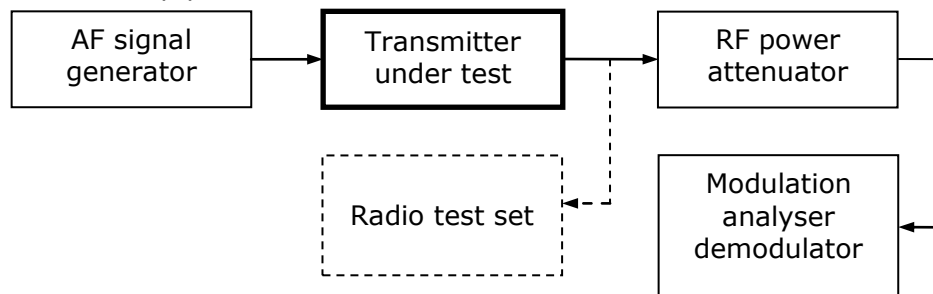 AF signal
generator
Transmitter
under test
RF power
attenuator
Radio test set
Modulation
analyser
demodulator